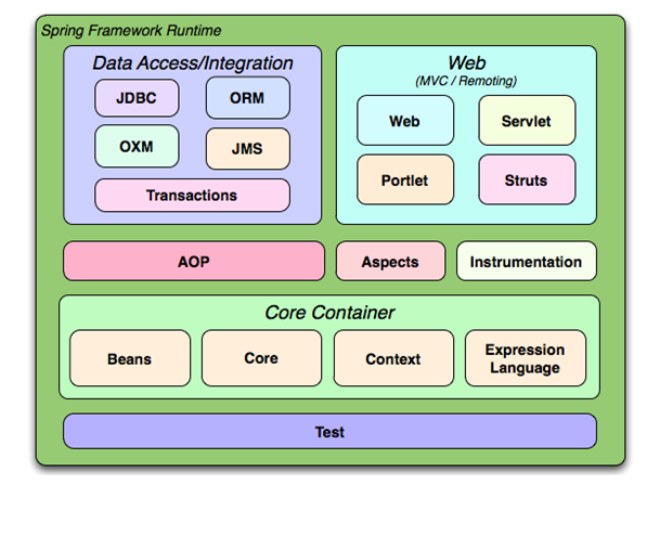 Spring Framework Runtime
Data Access/Integration
JDBC
ORM
OXM
JMS
Transactions
Web
(MVC / Remoting)
Web
Servlet
Portlet
Struts
AOP
Aspects
Instrumentation
Core Container
Beans
Core
Context
Expression
Language
Test